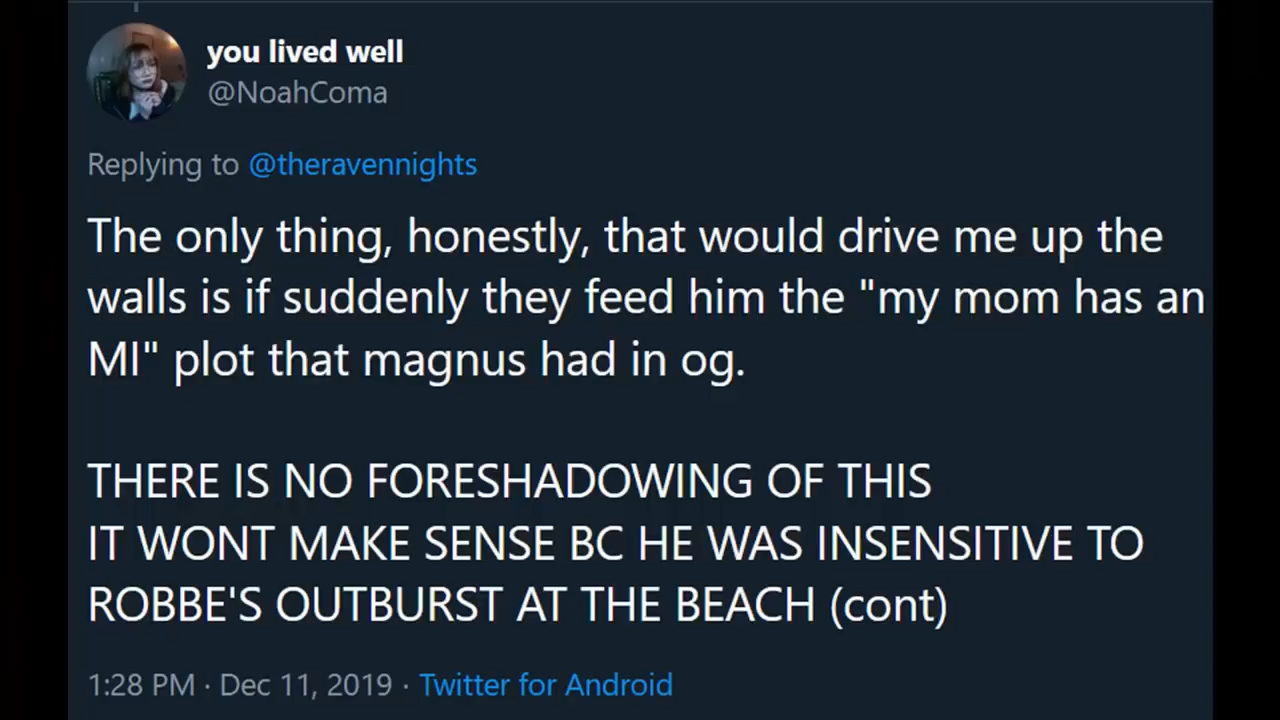 you lived well
@NoahComa
Replying to @theravennights
The only thing, honestly, that would drive me up the
walls is if suddenly they feed him the "my mom has an
MI" plot that magnus had in og.
THERE IS NO FORESHADOWING OF THIS
IT WONT MAKE SENSE BC HE WAS INSENSITIVE TO
ROBBE'S OUTBURST AT THE BEACH (cont)
1:28 PM · Dec 11, 2019 · Twitter for Android